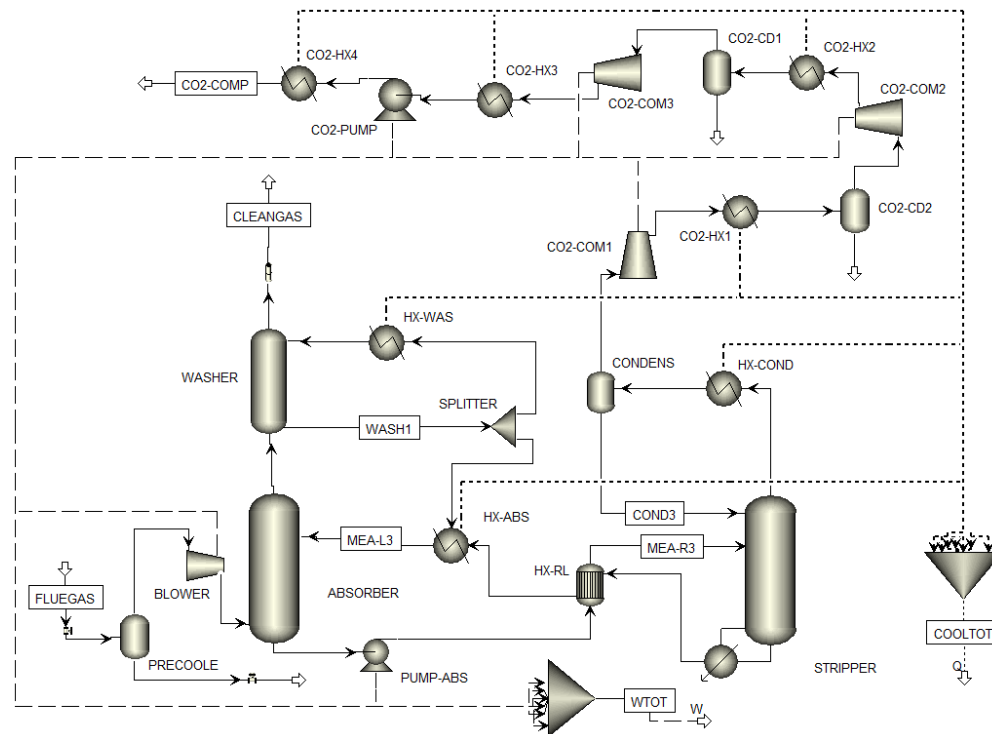 CO2-CD1
CO2-HX2
CO2-HX4
CO2-HX3
CO2-COMP
CO2-COM2
CO2-COM3
CO2-PUMP
CLEANGAS
CO2-CD2
CO2-HX1
CO2-COM1
HX-WAS
CONDENS
HX-COND
WASHER
SPLITTER
WASH1
HX-ABS
COND3
MEA-L3
MEA-R3
HX-RL
BLOWER
ABSORBER
FLUEGAS
COOLTOT
PRECOOLE
STRIPPER
Q
PUMP-ABS
WTOT
W